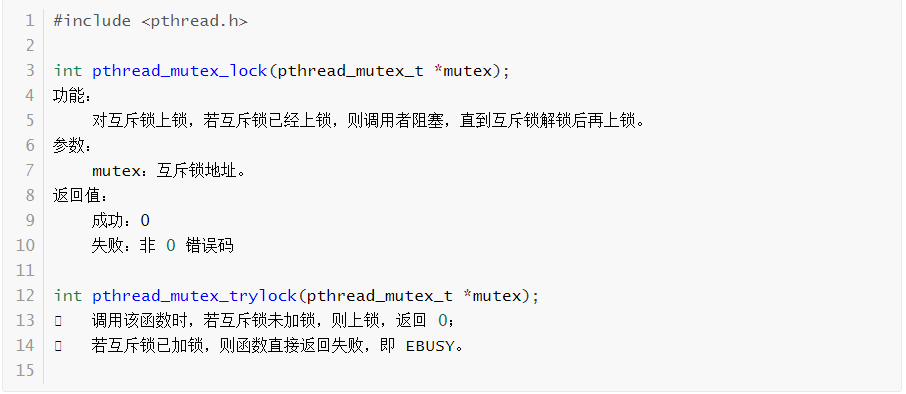 1 #include <pthread.h>
2
3 int pthread_mutex_lock(pthread_mutex_t *mutex);
4 功能:
5 对互斥锁上锁，若互斥锁已经上锁，则调用者阻塞，直到互斥锁解锁后再上锁。
6 参数:
7 mutex：互斥锁地址。
8 返回值:
9 成功：0
10 失败：非 0 错误码
11
12 int pthread_mutex_trylock(pthread_mutex_t *mutex);
13 调用该函数时，若互斥锁未加锁，则上锁，返回 0；
14 若互斥锁已加锁，则函数直接返回失败，即 EBUSY。
15